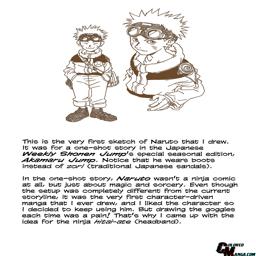 This is the very first sketch of Naruto that I drew.
It was for a one-shot story in the Japanese
Weekly Shonen Jump's special seasonal edition,
Akamaru Jump. Notice that he wears boots
instead of zori (traditional Japanese sandals).
In the one-shot story, Naruto wasn't a ninja comic
at all, but just about magic and sorcery. Even though
the setup was completely different from the current
storyline, it was the very first character-driven
manga that I ever drew, and I liked the character so
I decided to keep using him. But drawing the goggles
each time was a pain! That's why I came up with the
idea for the ninja hitai-ate (headband).
Colored
Manga.com